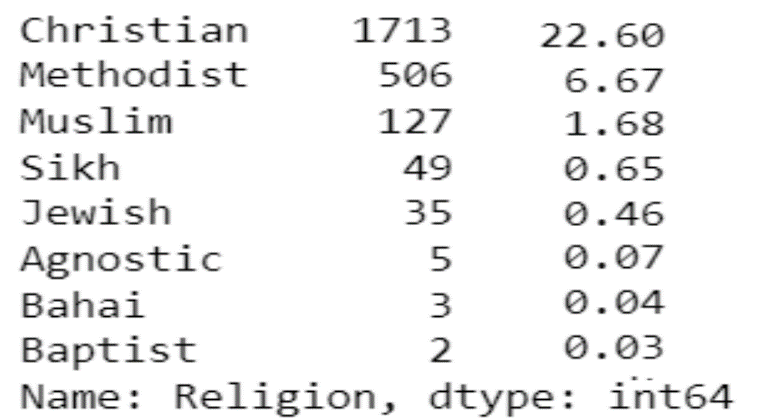 Christian 1713 22.60
Methodist 506 6.67
Muslim 127 1.68
Sikh 49 0.65
Jewish 35 0.46
Agnostic 5 0.07
Bahai 3 0.04
Baptist 2 0.03
Name: Religion, dtype: int64